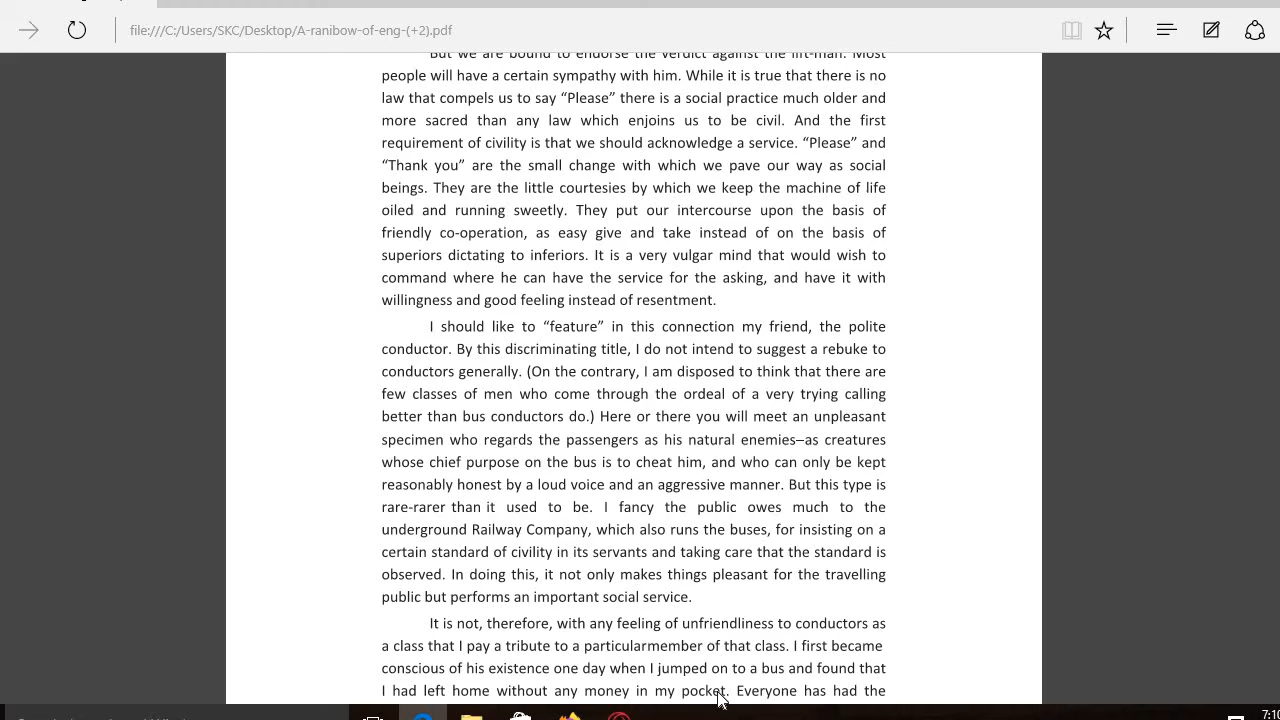 file:///C:/Users/SKC/Desktop/A-ranibow-of-eng-(+2).pdf
But we are bound to endorse the verdict against the lift-man. Most
people will have a certain sympathy with him. While it is true that there is no
law that compels us to say “Please” there is a social practice much older and
more sacred than any law which enjoins us to be civil. And the first
requirement of civility is that we should acknowledge a service. “Please” and
“Thank you” are the small change with which we pave our way as social
beings. They are the little courtesies by which we keep the machine of life
oiled and running sweetly. They put our intercourse upon the basis of
friendly co-operation, as easy give and take instead of on the basis of
superiors dictating to inferiors. It is a very vulgar mind that would wish to
command where he can have the service for the asking, and have it with
willingness and good feeling instead of resentment.
I should like to “feature” in this connection my friend, the polite
conductor. By this discriminating title, I do not intend to suggest a rebuke to
conductors generally. (On the contrary, I am disposed to think that there are
few classes of men who come through the ordeal of a very trying calling
better than bus conductors do.) Here or there you will meet an unpleasant
specimen who regards the passengers as his natural enemies–as creatures
whose chief purpose on the bus is to cheat him, and who can only be kept
reasonably honest by a loud voice and an aggressive manner. But this type is
rare-rarer than it used to be. I fancy the public owes much to the
underground Railway Company, which also runs the buses, for insisting on a
certain standard of civility in its servants and taking care that the standard is
observed. In doing this, it not only makes things pleasant for the travelling
public but performs an important social service.
It is not, therefore, with any feeling of unfriendliness to conductors as
a class that I pay a tribute to a particularmember of that class. I first became
conscious of his existence one day when I jumped on to a bus and found that
I had left home without any money in my pocket. Everyone has had the
7:10